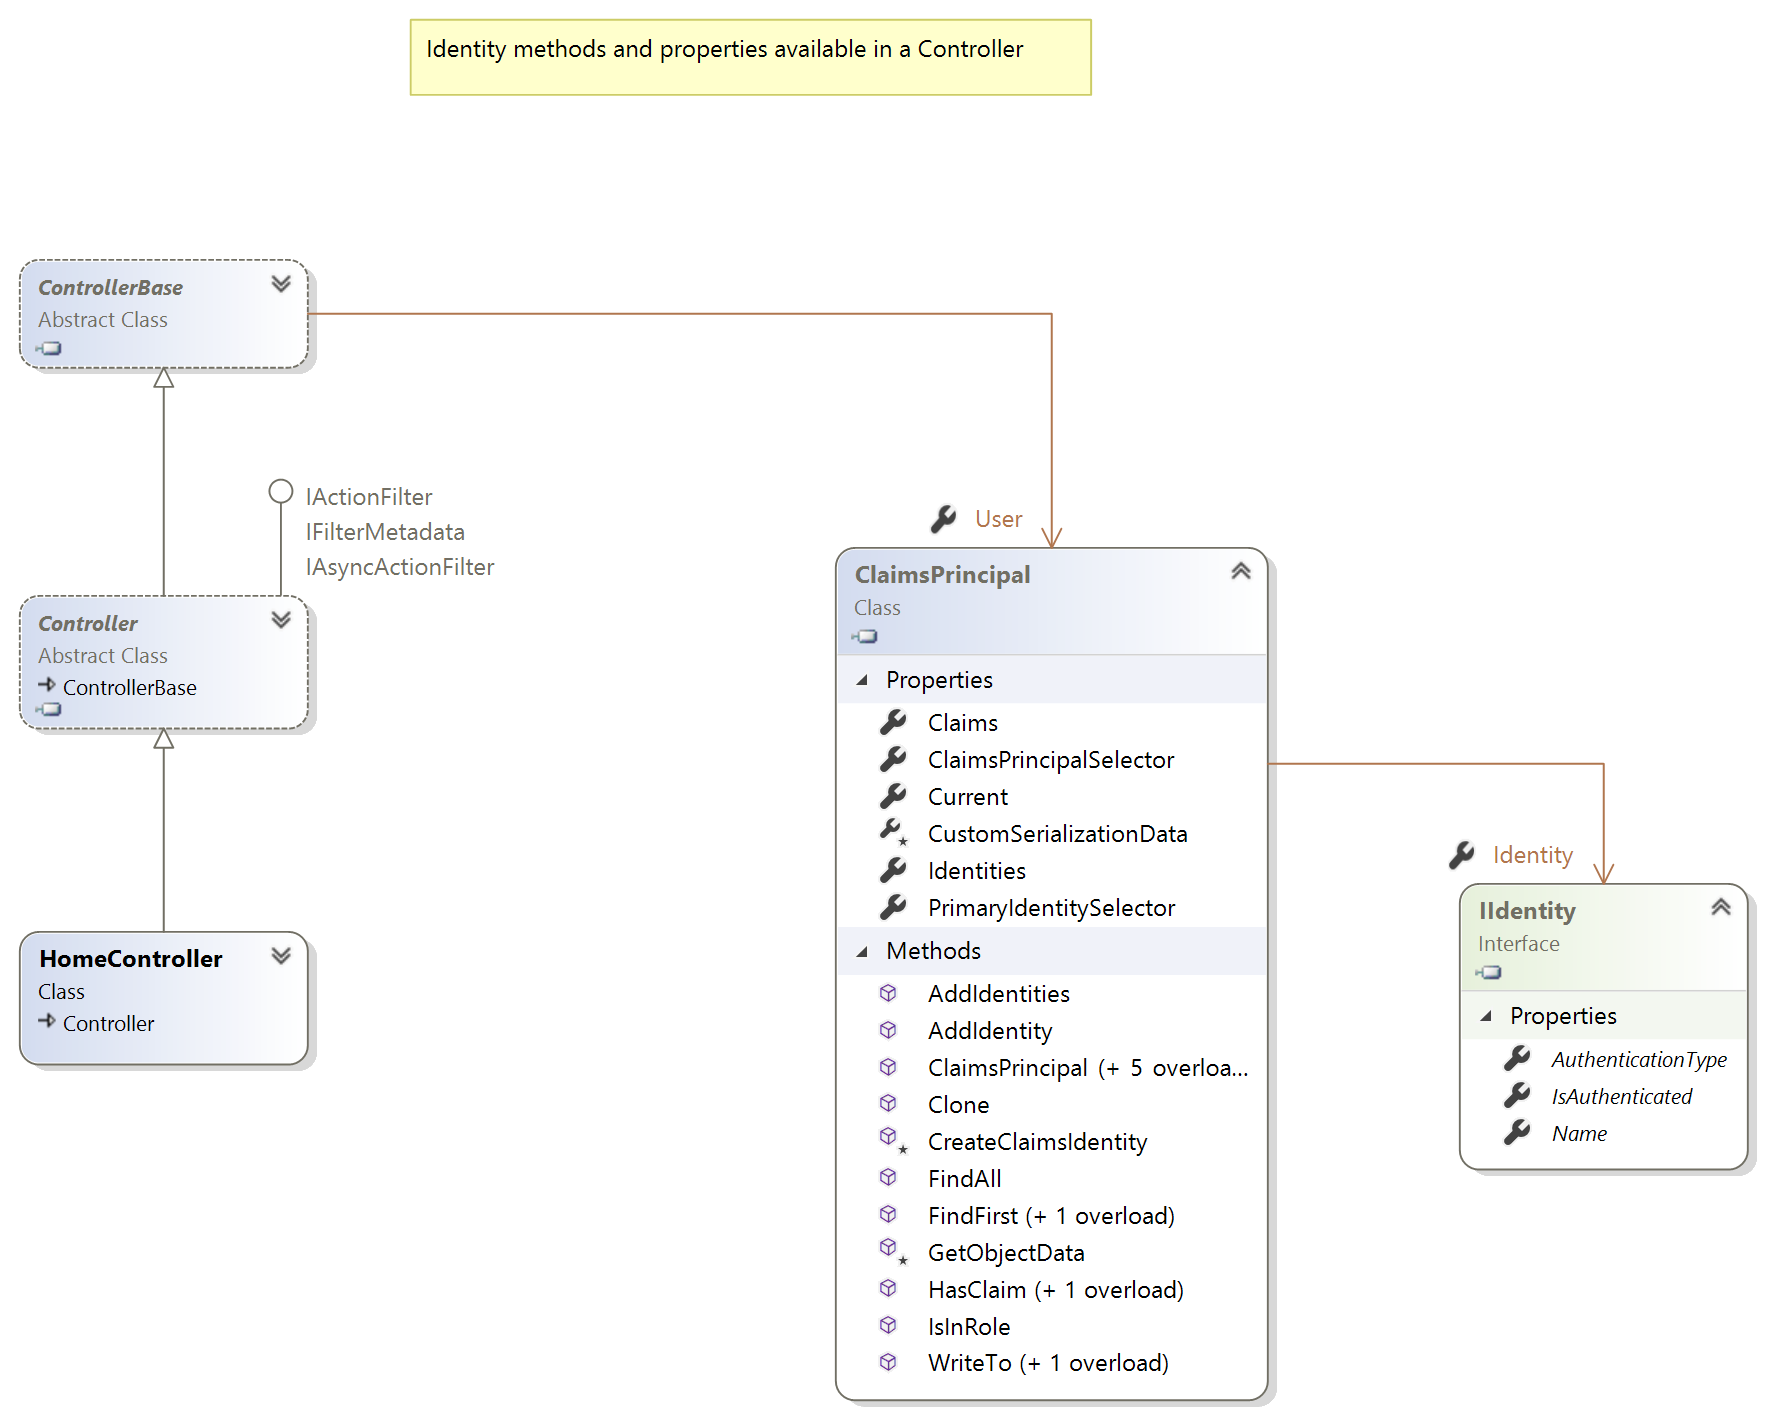 Identity methods and properties available in a Controller
ControllerBase
Abstract Class
IActionFilter
IFilterMetadata
IAsyncActionFilter
Controller
Abstract Class
ControllerBase
HomeController
Class
Controller
User
ClaimsPrincipal
Class
Properties
Claims
ClaimsPrincipalSelector
Current
CustomSerializationData
Identities
PrimaryIdentitySelector
Methods
AddIdentities
AddIdentity
ClaimsPrincipal (+ 5 overloa...
Clone
CreateClaimsIdentity
FindAll
FindFirst (+ 1 overload)
GetObjectData
HasClaim (+ 1 overload)
IsInRole
WriteTo (+ 1 overload)
Identity
IIdentity
Interface
Properties
AuthenticationType
IsAuthenticated
Name